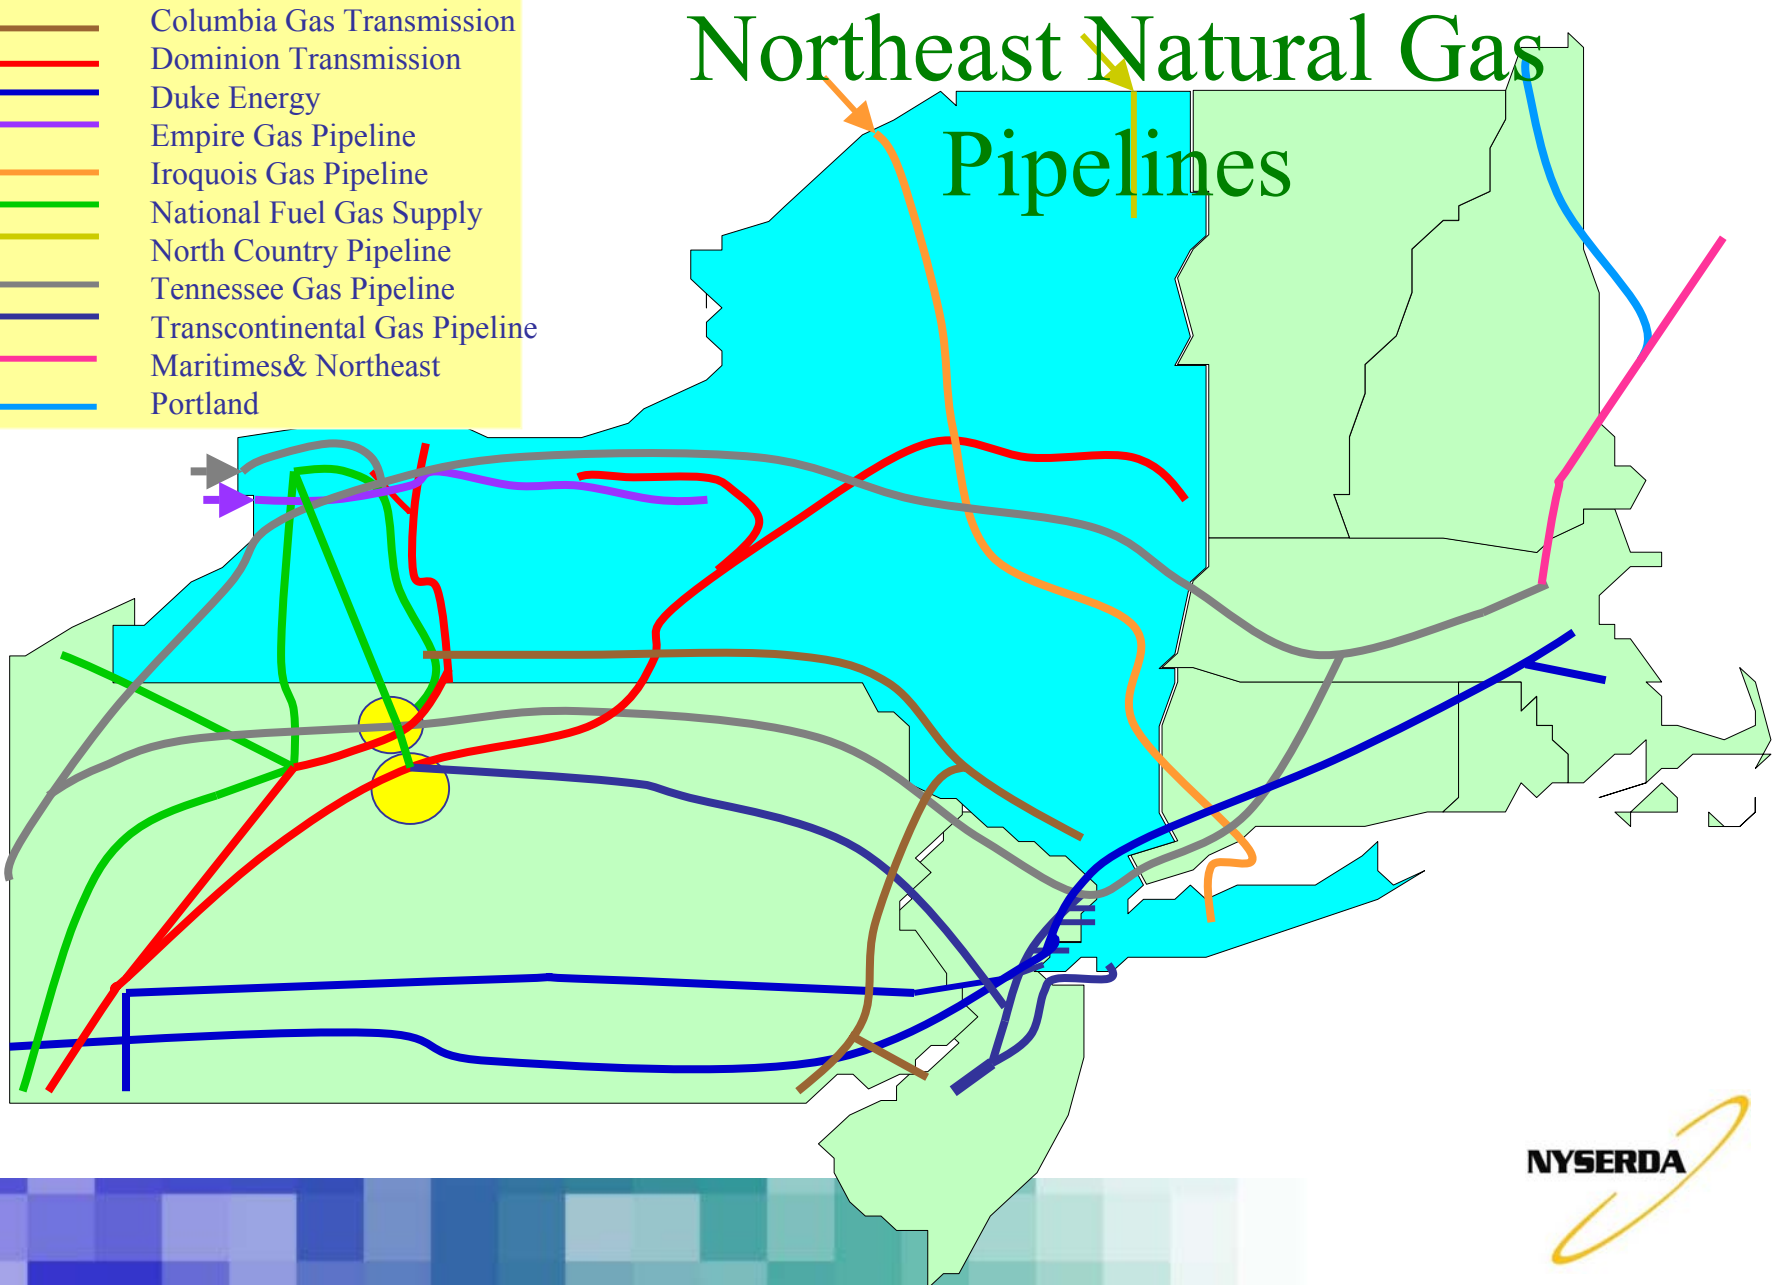 Northeast Natural Gas
Pipelines
Columbia Gas Transmission
Dominion Transmission
Duke Energy
Empire Gas Pipeline
Iroquois Gas Pipeline
National Fuel Gas Supply
North Country Pipeline
Tennessee Gas Pipeline
Transcontinental Gas Pipeline
Maritimes& Northeast
Portland
NYSERDA